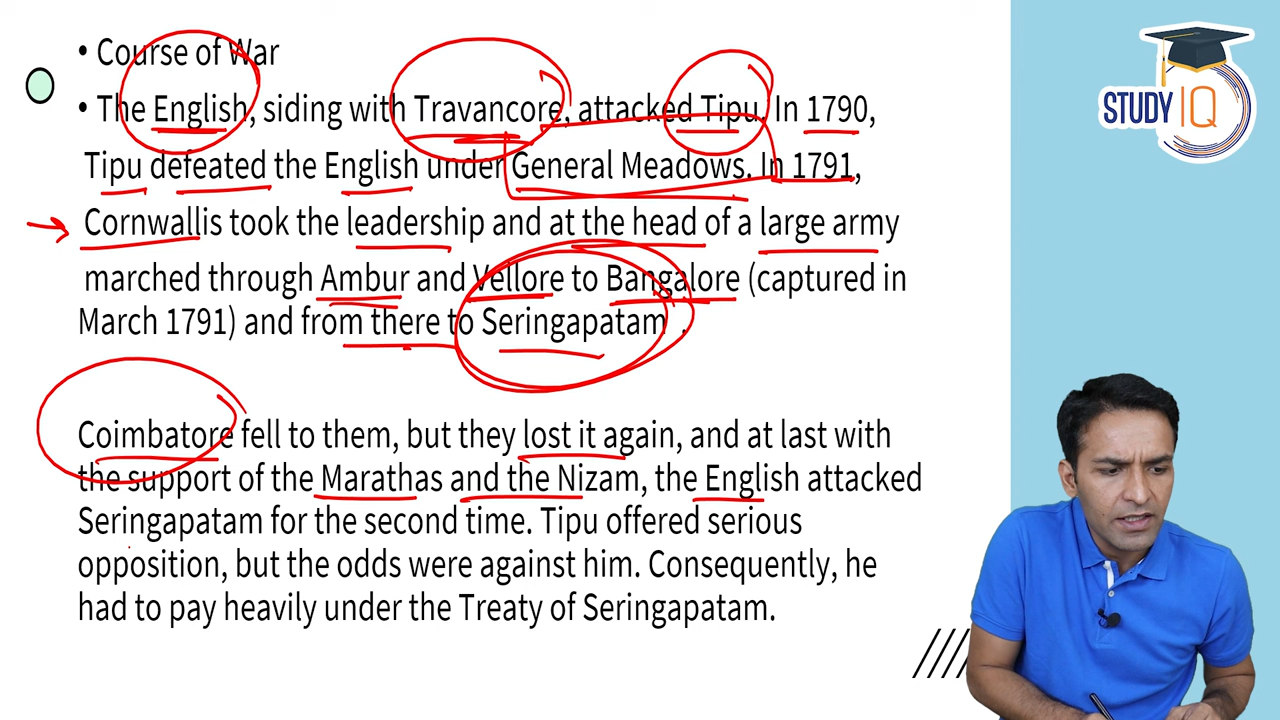 • Course of War
• The English, siding with Travancore, attacked Tipu. In 1790,
Tipu defeated the English under General Meadows. In 1791,
Cornwallis took the leadership and at the head of a large army
marched through Ambur and Vellore to Bangalore (captured in
March 1791) and from there to Seringapatam .
Coimbatore fell to them, but they lost it again, and at last with
the support of the Marathas and the Nizam, the English attacked
Seringapatam for the second time. Tipu offered serious
opposition, but the odds were against him. Consequently, he
had to pay heavily under the Treaty of Seringapatam.
STUDY IQ